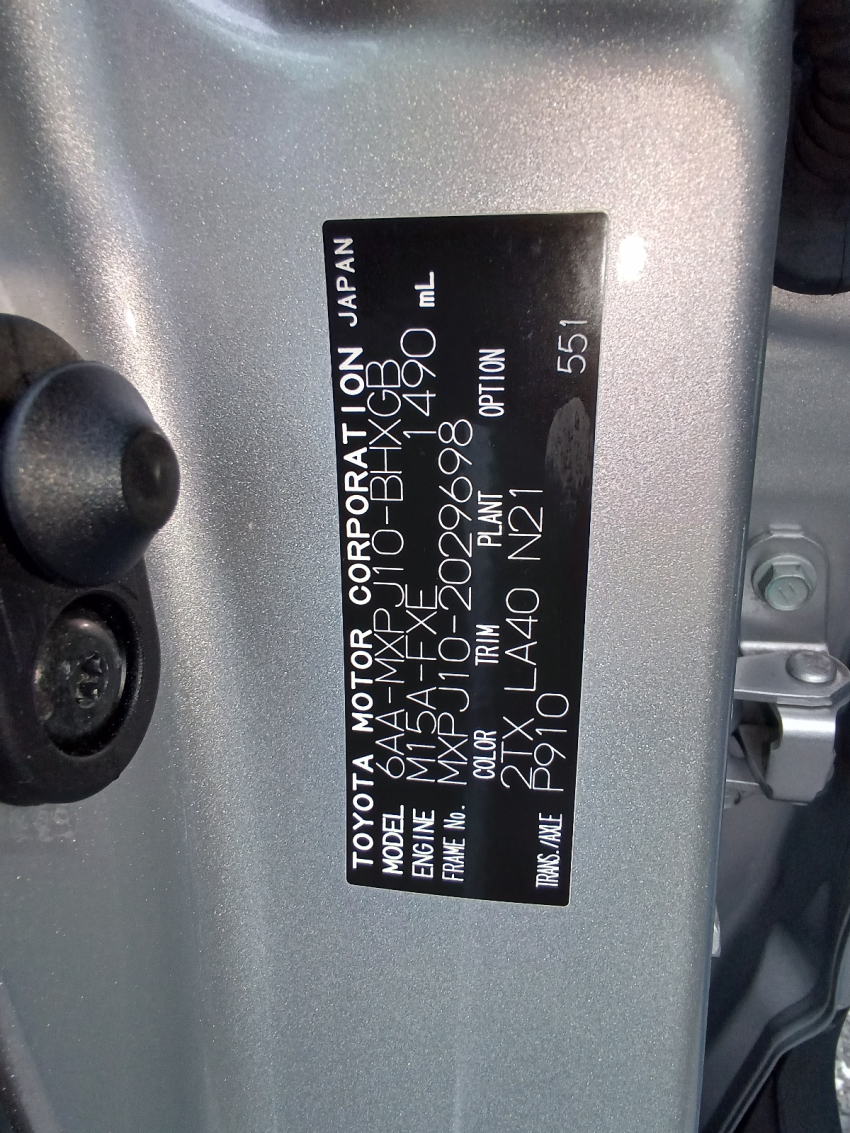 TOYOTA MOTOR CORPORATION JAPAN
MODEL 6AA-MXPJ10-BHXGB
ENGINE M15A-FXE 1490 mL
FRAME No. MXPJ10-2029698
COLOR TRIM PLANT OPTION
2TX LA40 N21
TRANS./AXLE P910 551